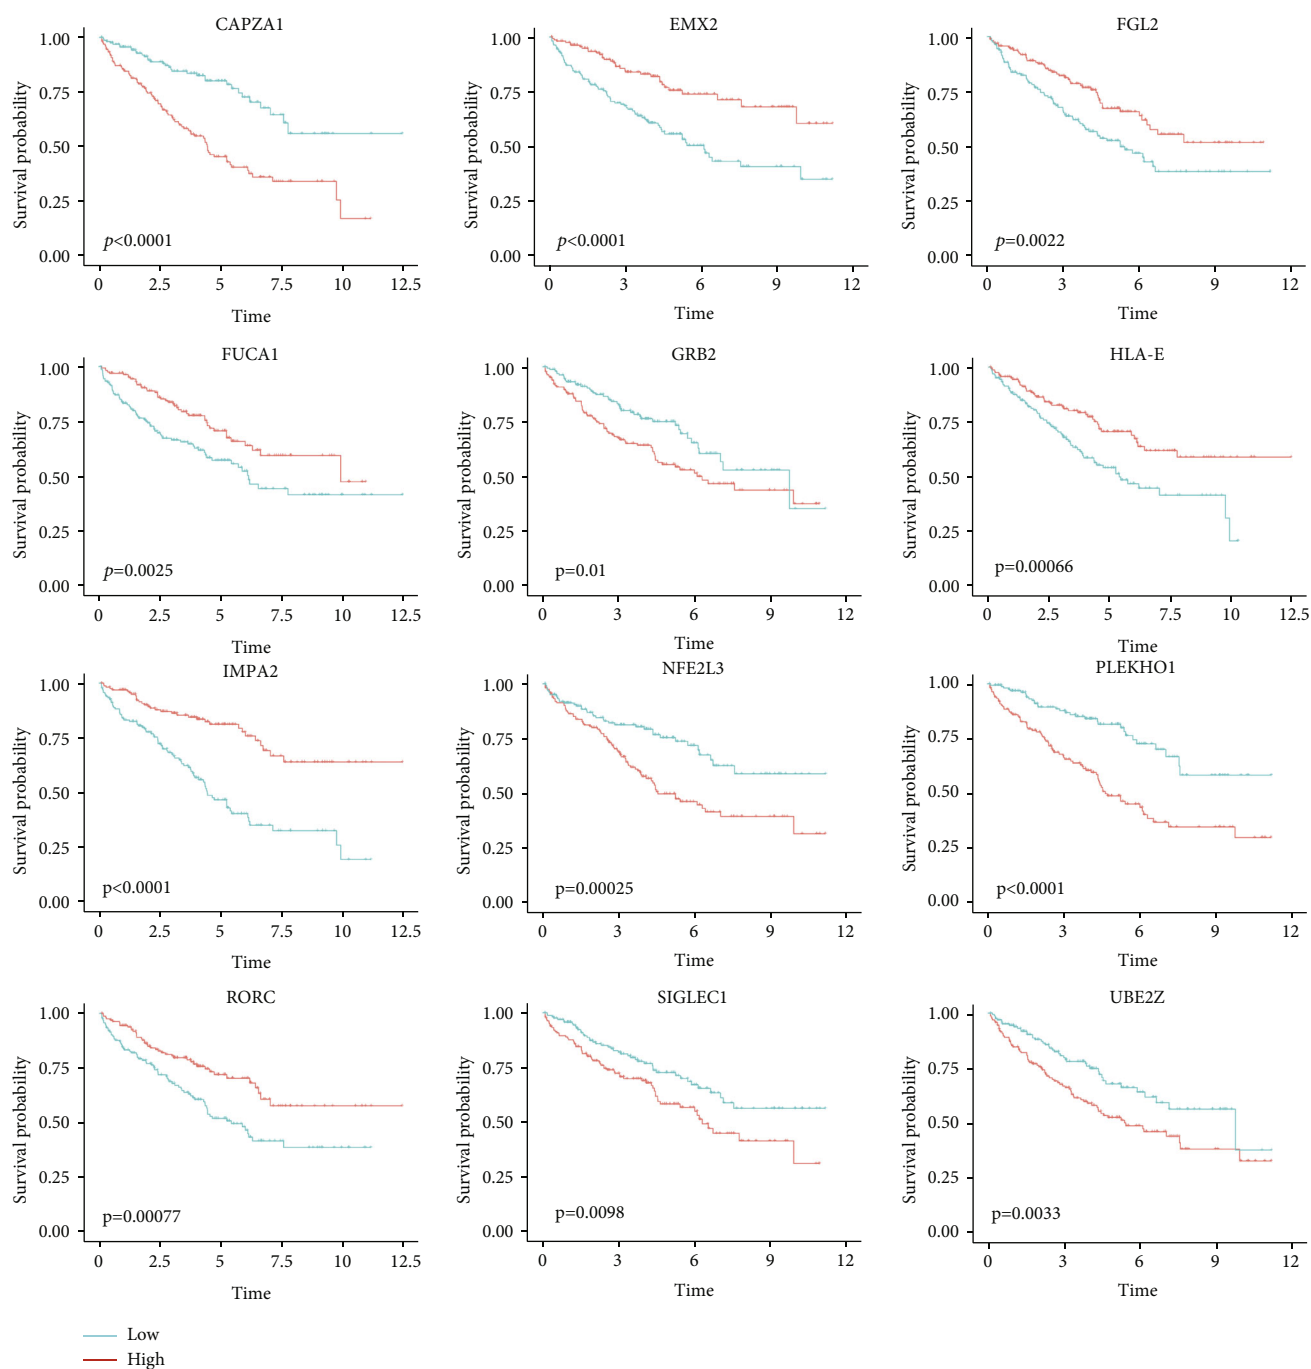 CAPZA1
Survival probability
1.00
0.75
0.50
0.25
0.00
p<0.0001
0 2.5 5 7.5 10 12.5
Time
EMX2
Survival probability
1.00
0.75
0.50
0.25
0.00
p<0.0001
0 3 6 9 12
Time
FGL2
Survival probability
1.00
0.75
0.50
0.25
0.00
p=0.0022
0 3 6 9 12
Time
FUCA1
Survival probability
1.00
0.75
0.50
0.25
0.00
p=0.0025
0 2.5 5 7.5 10 12.5
Time
GRB2
Survival probability
1.00
0.75
0.50
0.25
0.00
p=0.01
0 3 6 9 12
Time
HLA-E
Survival probability
1.00
0.75
0.50
0.25
0.00
p=0.00066
0 2.5 5 7.5 10 12.5
Time
IMPA2
Survival probability
1.00
0.75
0.50
0.25
0.00
p<0.0001
0 2.5 5 7.5 10 12.5
Time
NFE2L3
Survival probability
1.00
0.75
0.50
0.25
0.00
p=0.00025
0 3 6 9 12
Time
PLEKHO1
Survival probability
1.00
0.75
0.50
0.25
0.00
p<0.0001
0 3 6 9 12
Time
RORC
Survival probability
1.00
0.75
0.50
0.25
0.00
p=0.00077
0 2.5 5 7.5 10 12.5
Time
SIGLEC1
Survival probability
1.00
0.75
0.50
0.25
0.00
p=0.0098
0 3 6 9 12
Time
UBE2Z
Survival probability
1.00
0.75
0.50
0.25
0.00
p=0.0033
0 3 6 9 12
Time
Low
High